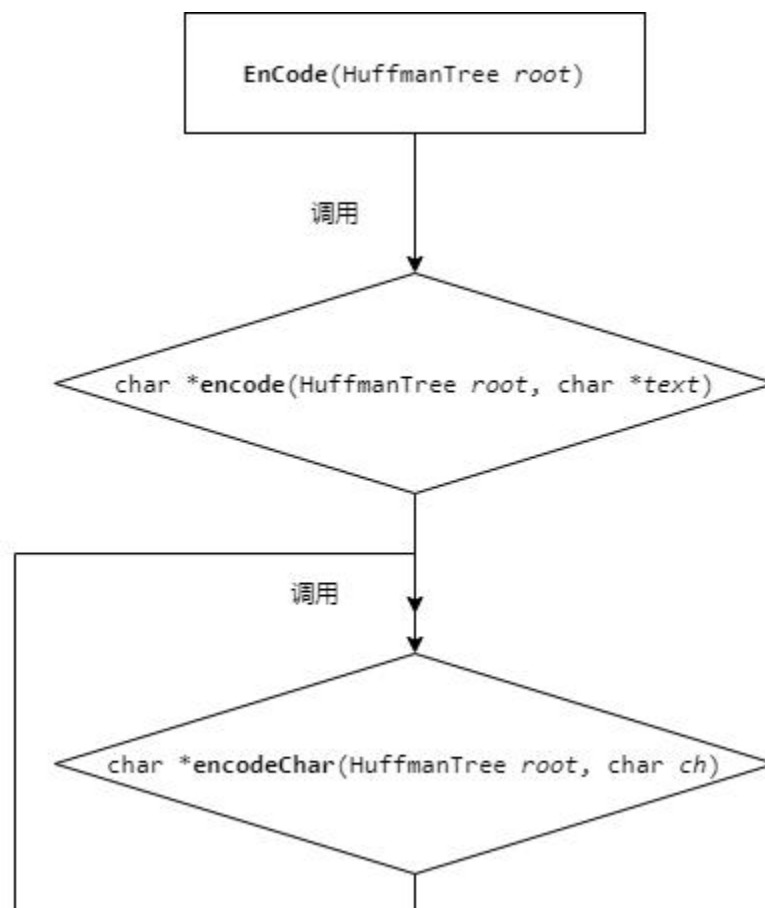 EnCode(HuffmanTree root)
调用
char *encode(HuffmanTree root, char *text)
调用
char *encodeChar(HuffmanTree root, char ch)